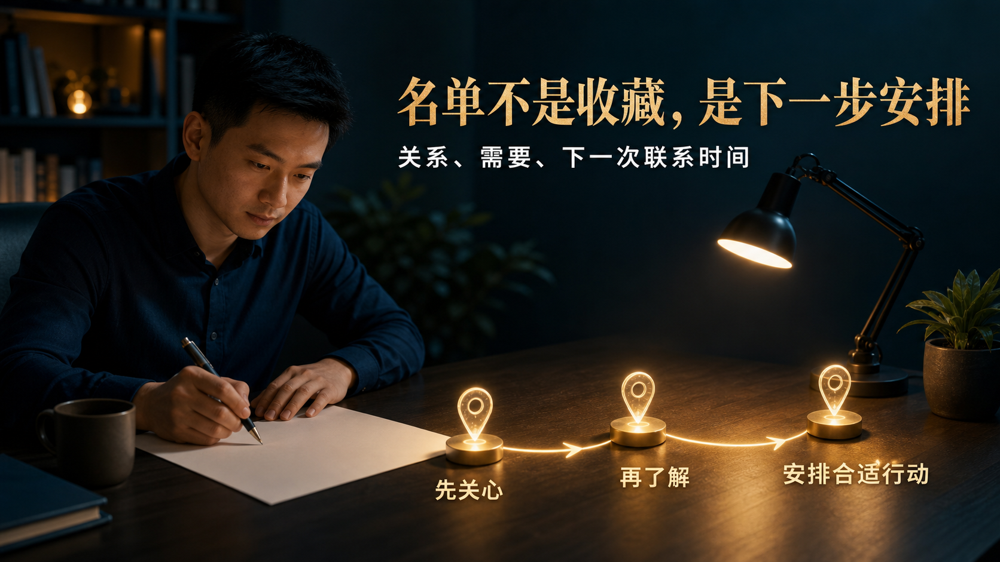 名单不是收藏，是下一步安排
关系、需要、下一次联系时间
先关心
再了解
安排合适行动